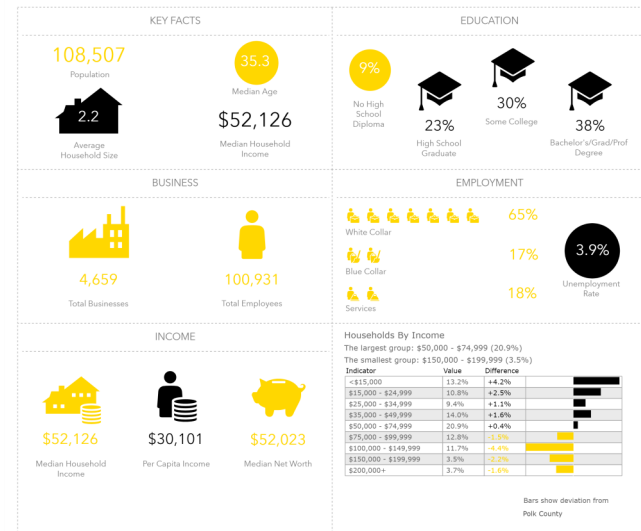 KEY FACTS
108,507
Population
35.3
Median Age
2.2
Average
Household Size
$52,126
Median Household
Income
EDUCATION
9%
No High
School
Diploma
23%
High School
Graduate
30%
Some College
38%
Bachelor's/Grad/Prof
Degree
BUSINESS
4,659
Total Businesses
100,931
Total Employees
EMPLOYMENT
65%
White Collar
17%
Blue Collar
18%
Services
3.9%
Unemployment
Rate
INCOME
$52,126
Median Household
Income
$30,101
Per Capita Income
$52,023
Median Net Worth
Households By Income
The largest group: $50,000 - $74,999 (20.9%)
The smallest group: $150,000 - $199,999 (3.5%)
Indicator Value Difference
<$15,000 13.2% +4.2%
$15,000 - $24,999 10.8% +2.5%
$25,000 - $34,999 9.4% +1.1%
$35,000 - $49,999 14.0% +1.6%
$50,000 - $74,999 20.9% +0.4%
$75,000 - $99,999 12.8% -1.5%
$100,000 - $149,999 11.7% -4.4%
$150,000 - $199,999 3.5% -2.2%
$200,000+ 3.7% -1.6%
Bars show deviation from
Polk County